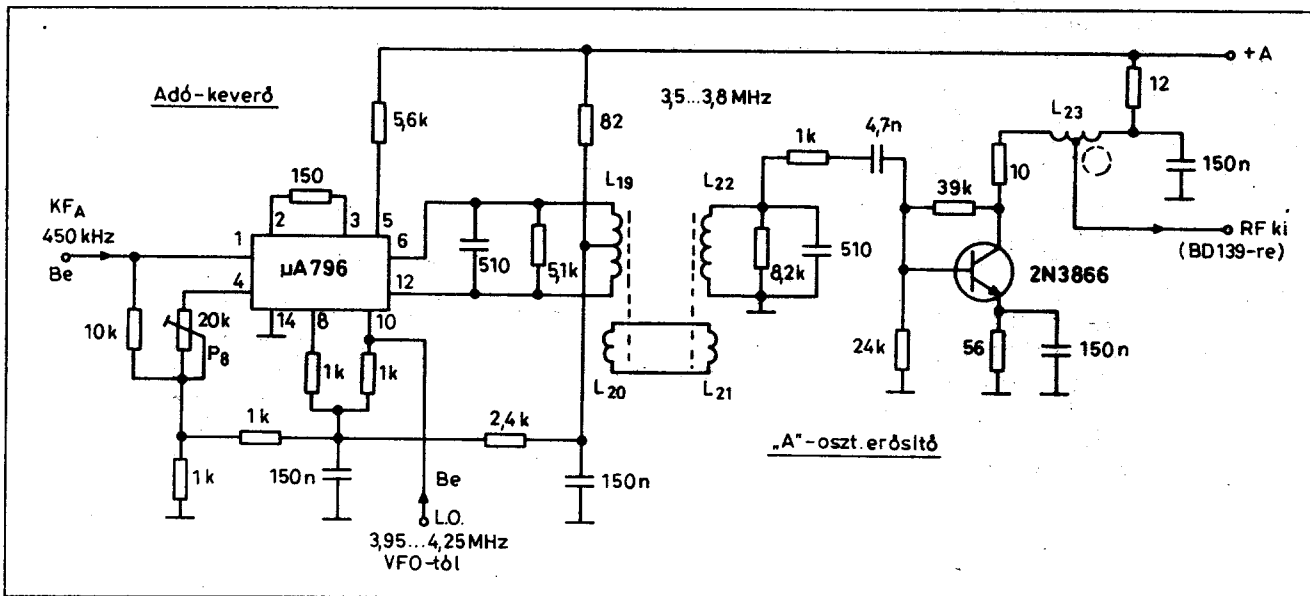 +A
Adó-keverő
3,5...3,8 MHz
12
L23
5,6k
82
1k
4,7n
150
L19
L22
10
150n
39k
KFA
450 kHz
Be
2
3
5
1
6
μA796
510
5,1k
8,2k
510
RF ki
(BD139-re)
2N3866
4
12
14
8
10
10k
20k
P8
1k
1k
24k
56
150n
L20
L21
1k
2,4k
„A"-oszt.erősítő
1k
150n
Be
150n
L.O.
3,95...4,25 MHz
VFO-tól